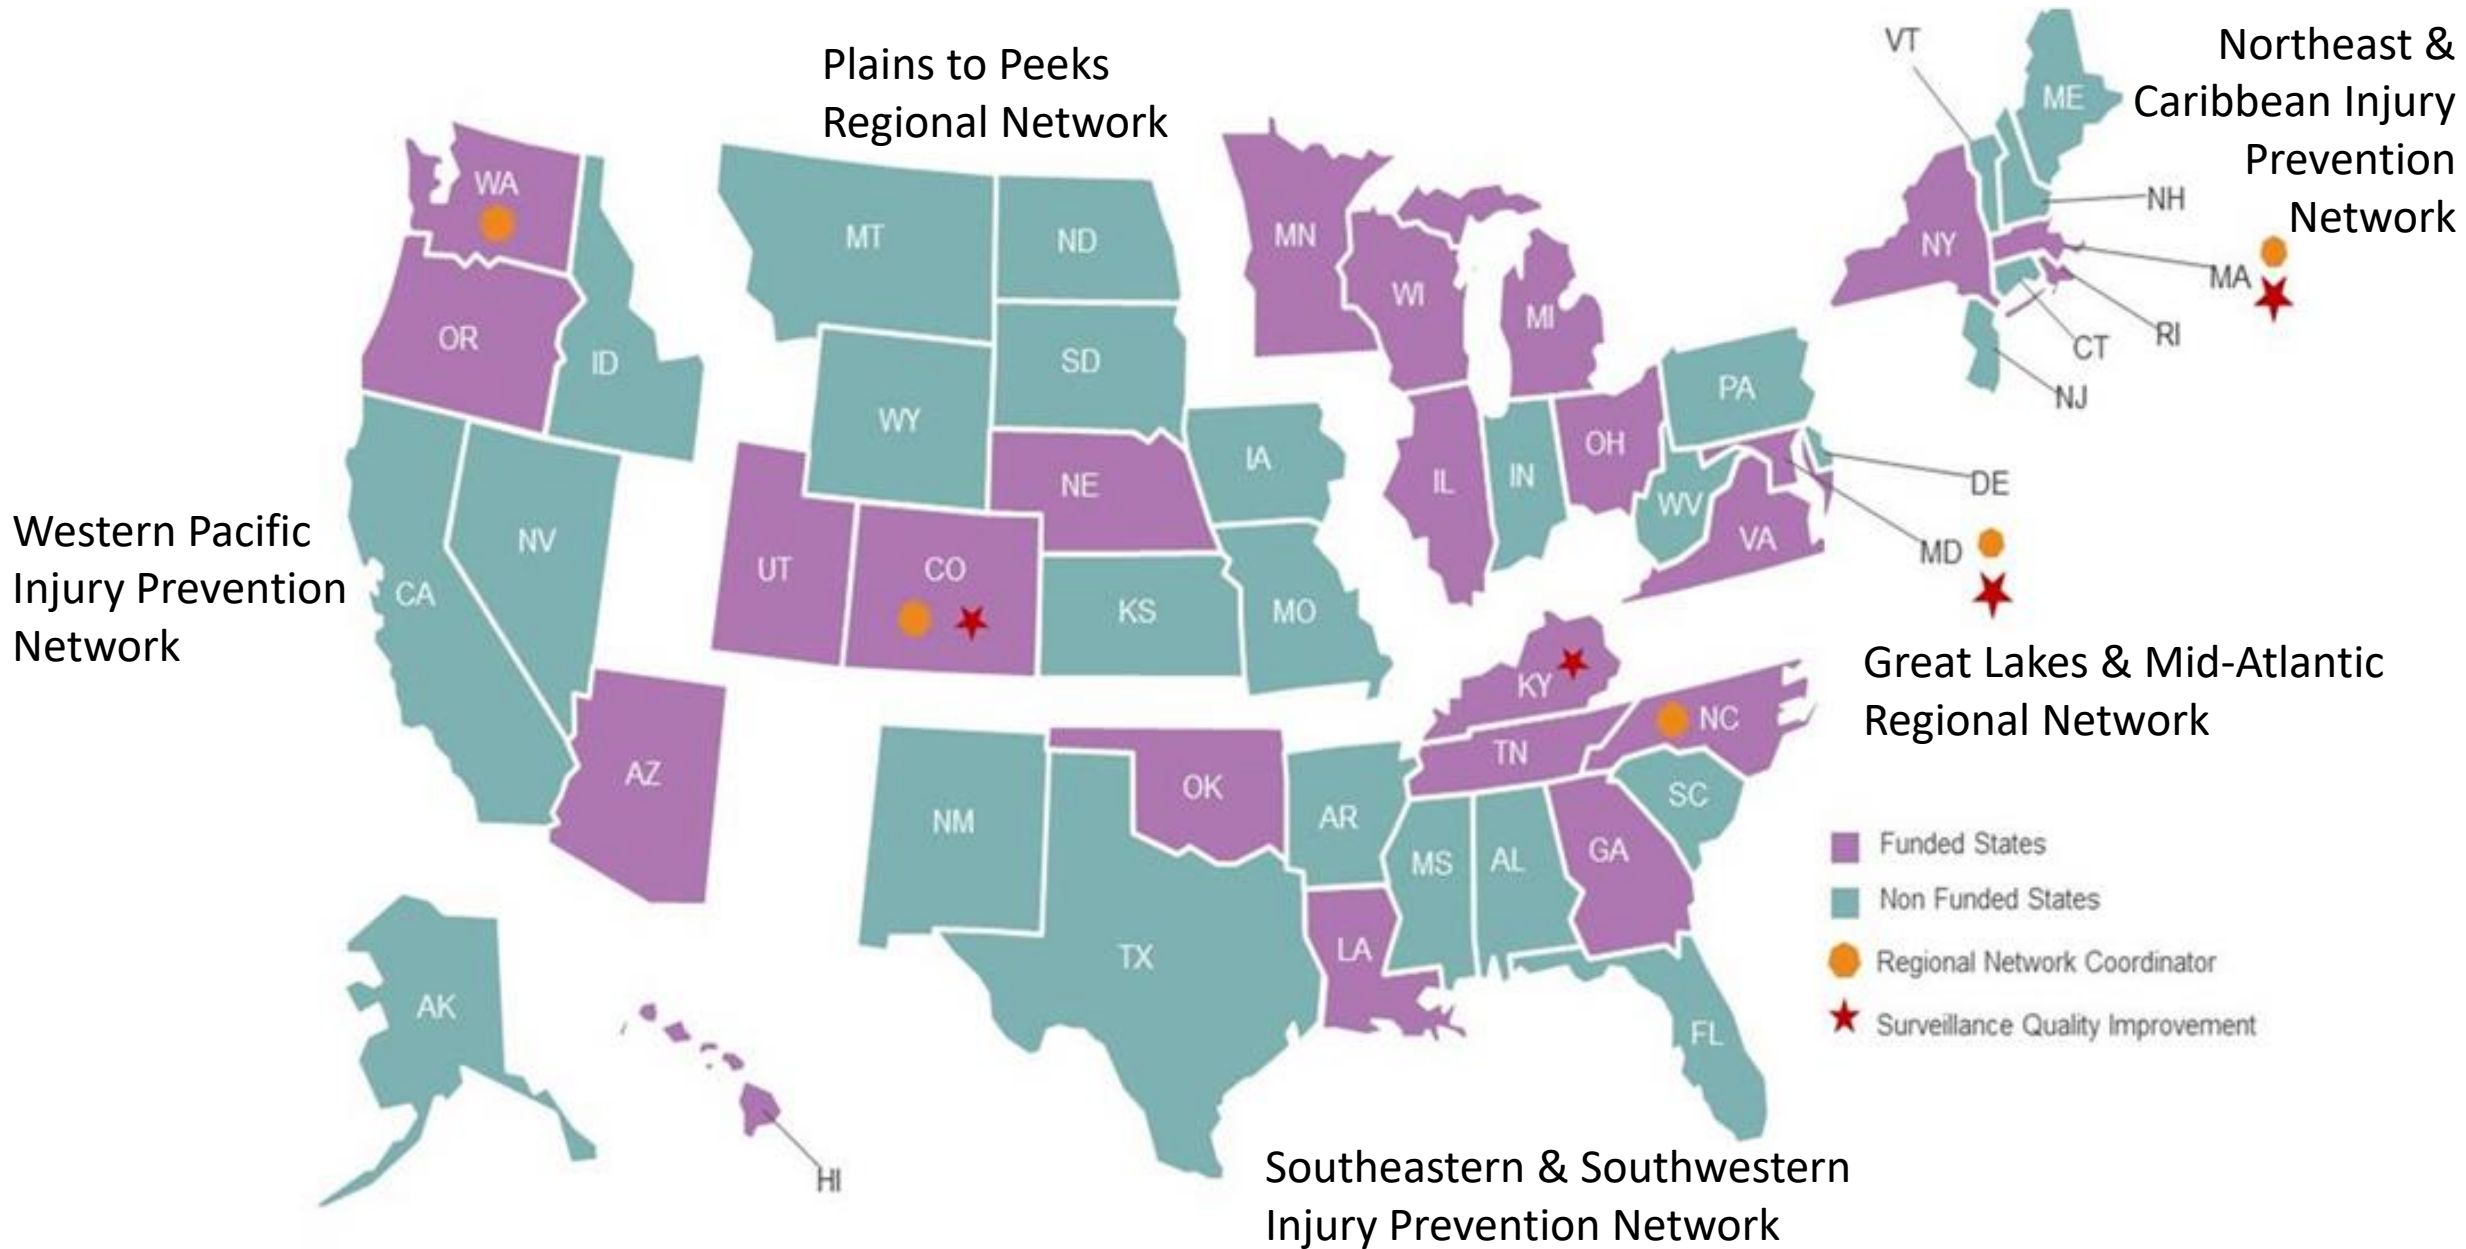 Plains to Peeks
Regional Network
VT
Northeast &
Caribbean Injury
Prevention
Network
ME
WA
NH
MT
ND
MN
NY
MA
WI
MI
RI
CT
OR
ID
SD
PA
NJ
WY
IA
OH
NE
IL
IN
DE
WV
Western Pacific
Injury Prevention
Network
NV
VA
MD
UT
CO
CA
KS
MO
Great Lakes & Mid-Atlantic
Regional Network
KY
NC
TN
AZ
OK
NM
AR
SC
MS
AL
GA
Funded States
Non Funded States
LA
TX
Regional Network Coordinator
AK
FL
Surveillance Quality Improvement
HI
Southeastern & Southwestern
Injury Prevention Network